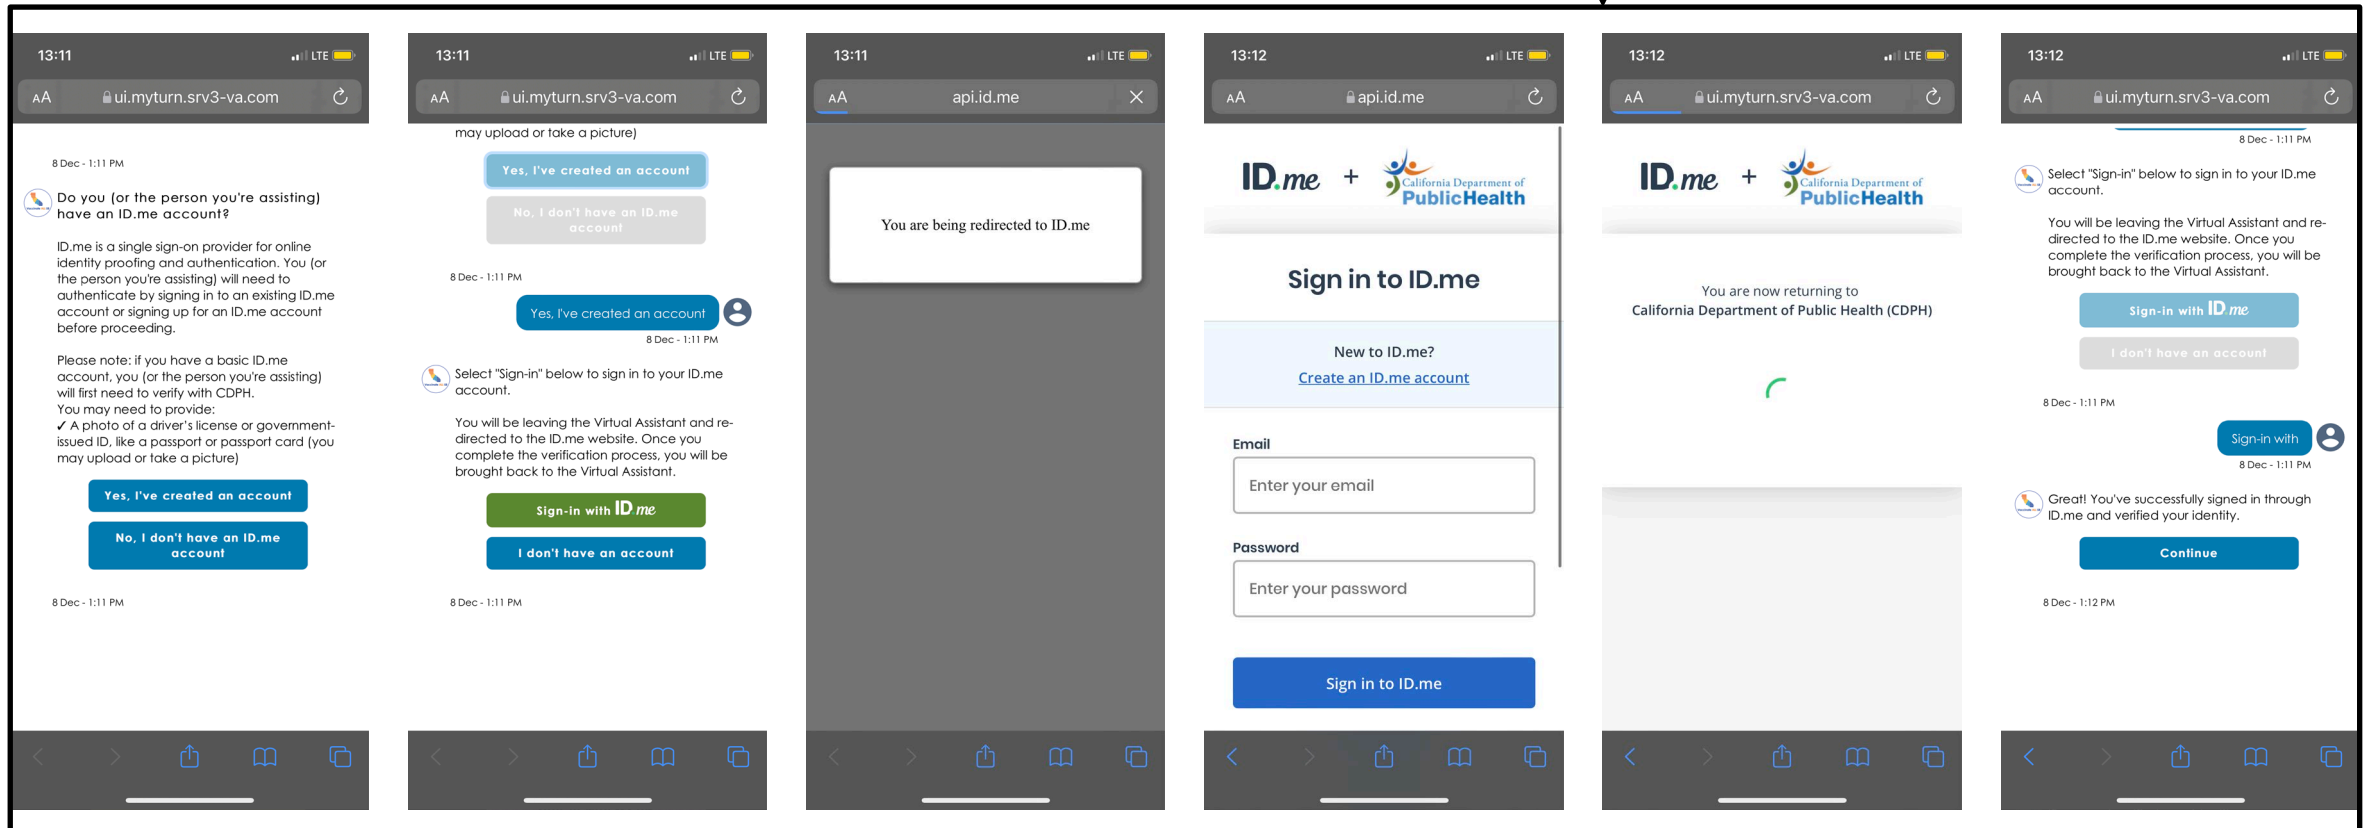 13:11
LTE
AA
ui.myturn.srv3-va.com
8 Dec - 1:11 PM
Do you (or the person you're assisting)
have an ID.me account?
ID.me is a single sign-on provider for online
identity proofing and authentication. You (or
the person you're assisting) will need to
authenticate by signing in to an existing ID.me
account or signing up for an ID.me account
before proceeding.
Please note: if you have a basic ID.me
account, you (or the person you're assisting)
will first need to verify with CDPH.
You may need to provide:
✓ A photo of a driver's license or government-
issued ID, like a passport or passport card (you
may upload or take a picture)
Yes, I've created an account
No, I don't have an ID.me
account
8 Dec - 1:11 PM
13:11
LTE
AA
ui.myturn.srv3-va.com
may upload or take a picture)
Yes, I've created an account
No, I don't have an ID.me
account
8 Dec - 1:11 PM
Yes, I've created an account
8 Dec - 1:11 PM
Select "Sign-in" below to sign in to your ID.me
account.
You will be leaving the Virtual Assistant and re-
directed to the ID.me website. Once you
complete the verification process, you will be
brought back to the Virtual Assistant.
Sign-in with ID.me
I don't have an account
8 Dec - 1:11 PM
13:11
LTE
AA
api.id.me
You are being redirected to ID.me
13:12
LTE
AA
api.id.me
ID.me + California Department of
PublicHealth
Sign in to ID.me
New to ID.me?
Create an ID.me account
Email
Enter your email
Password
Enter your password
Sign in to ID.me
13:12
LTE
AA
ui.myturn.srv3-va.com
ID.me + California Department of
PublicHealth
You are now returning to
California Department of Public Health (CDPH)
13:12
LTE
AA
ui.myturn.srv3-va.com
8 Dec - 1:11 PM
Select "Sign-in" below to sign in to your ID.me
account.
You will be leaving the Virtual Assistant and re-
directed to the ID.me website. Once you
complete the verification process, you will be
brought back to the Virtual Assistant.
Sign-in with ID.me
I don't have an account
8 Dec - 1:11 PM
Sign-in with
8 Dec - 1:11 PM
Great! You've successfully signed in through
ID.me and verified your identity.
Continue
8 Dec - 1:12 PM